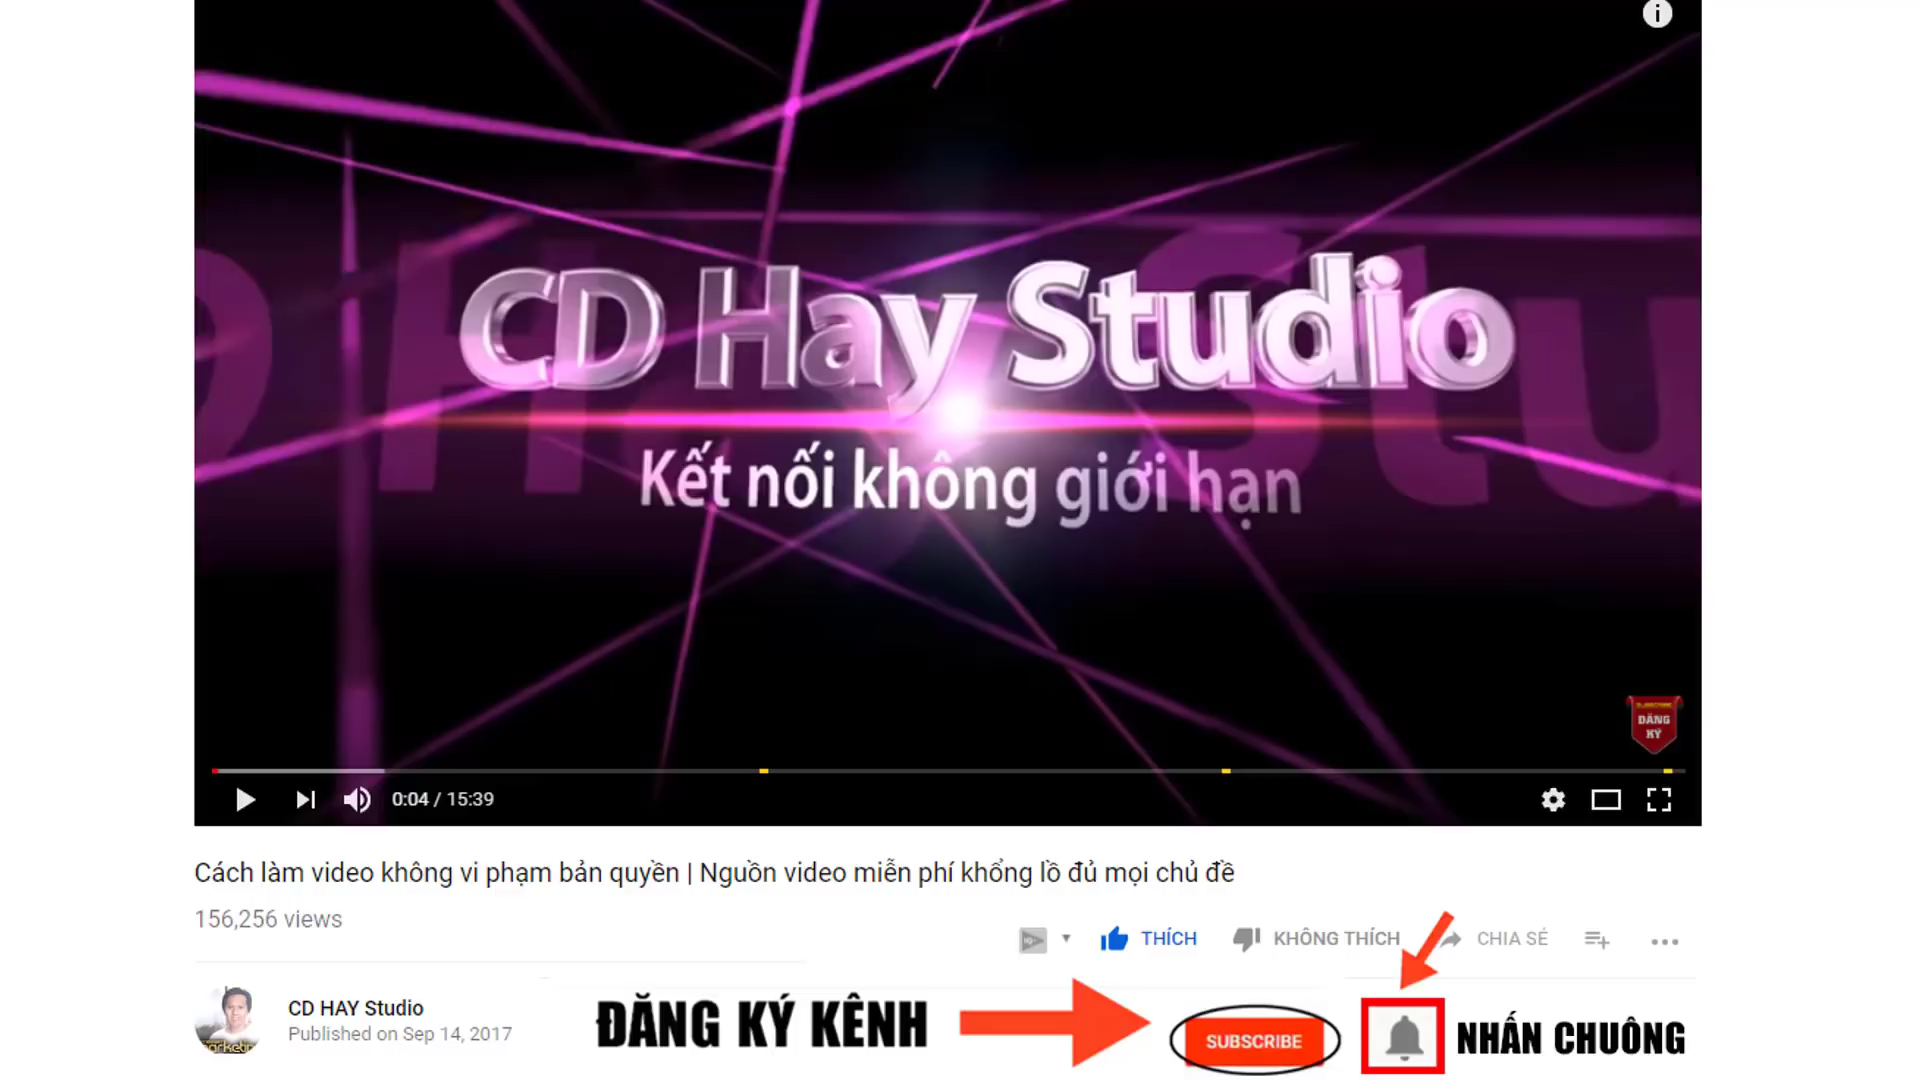 CD Hay Studio
Kết nối không giới hạn
ĐĂNG
KÝ
0:04 / 15:39
Cách làm video không vi phạm bản quyền | Nguồn video miễn phí khổng lồ đủ mọi chủ đề
156,256 views
THÍCH
KHÔNG THÍCH
CHIA SẺ
CD HAY Studio
Published on Sep 14, 2017
ĐĂNG KÝ KÊNH
SUBSCRIBE
NHẤN CHUÔNG